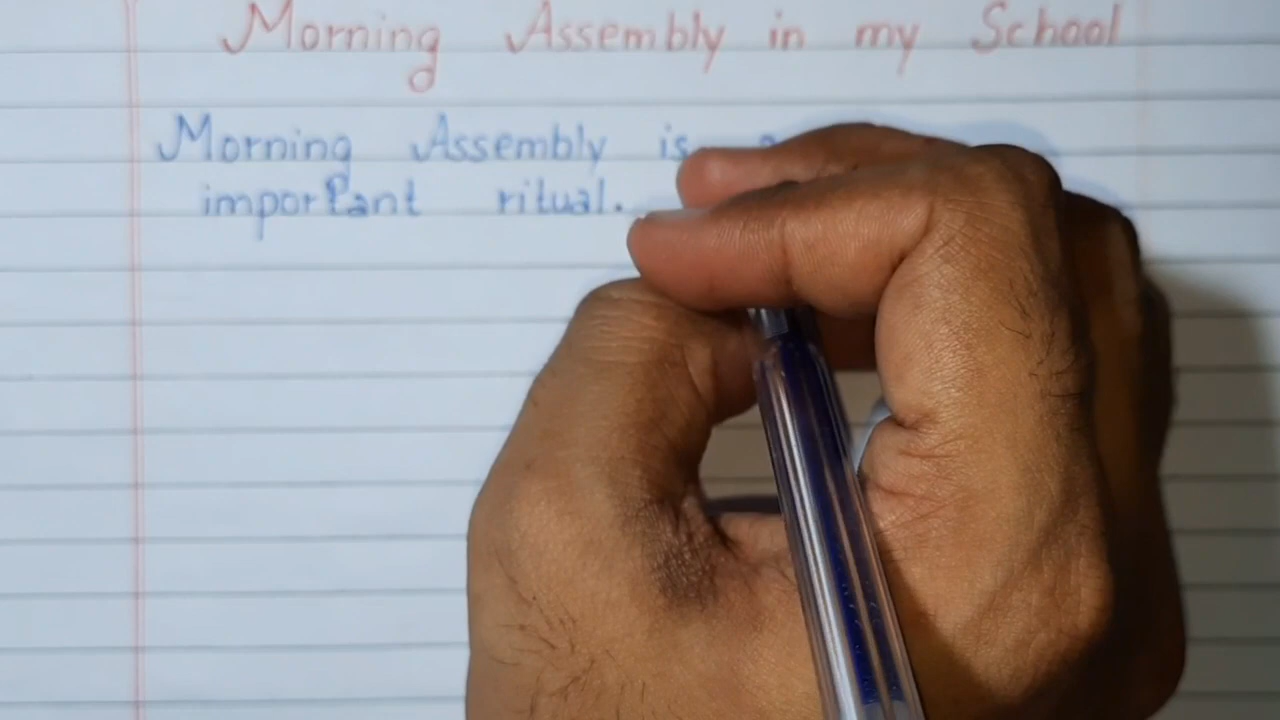 Morning Assembly in my School
Morning Assembly is
important ritual.